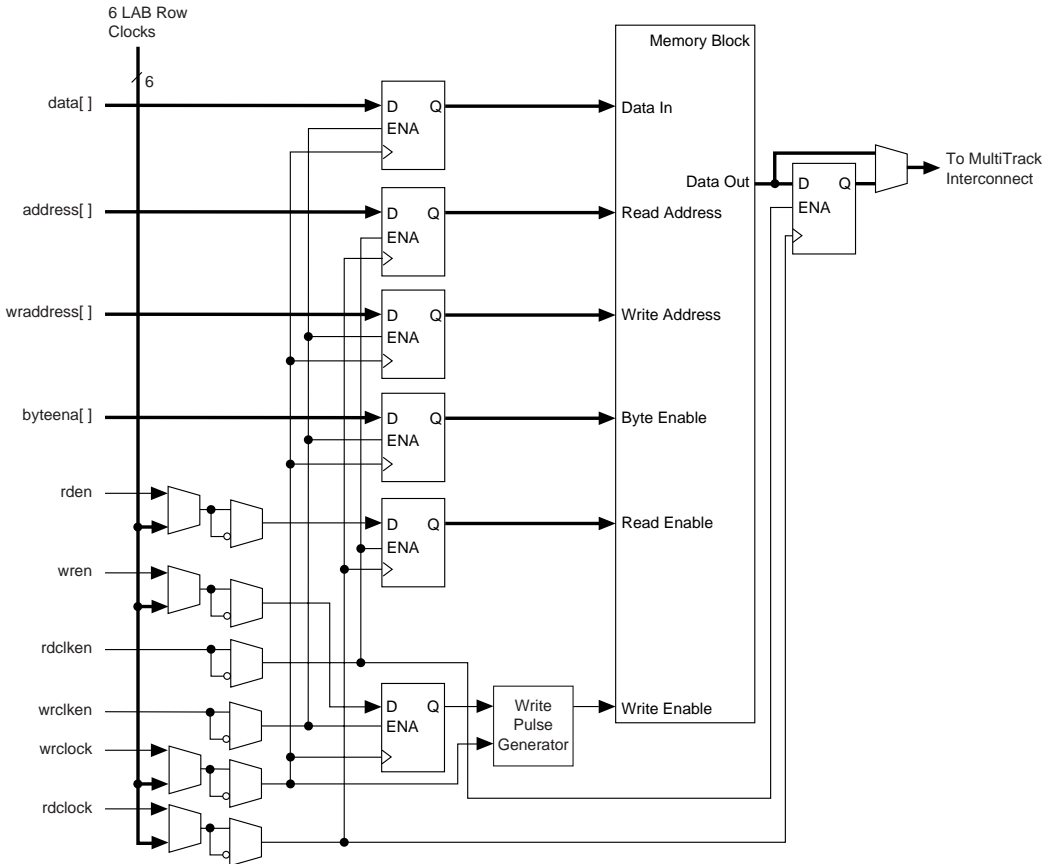 6 LAB Row
Clocks
6
Memory Block
data[ ]
D Q
ENA
Data In
To MultiTrack
Interconnect
Data Out
D Q
ENA
address[ ]
D Q
ENA
Read Address
wraddress[ ]
D Q
ENA
Write Address
byteena[ ]
D Q
ENA
Byte Enable
rden
D Q
ENA
Read Enable
wren
rdclken
wrclken
D Q
ENA
Write
Pulse
Generator
Write Enable
wrclock
rdclock